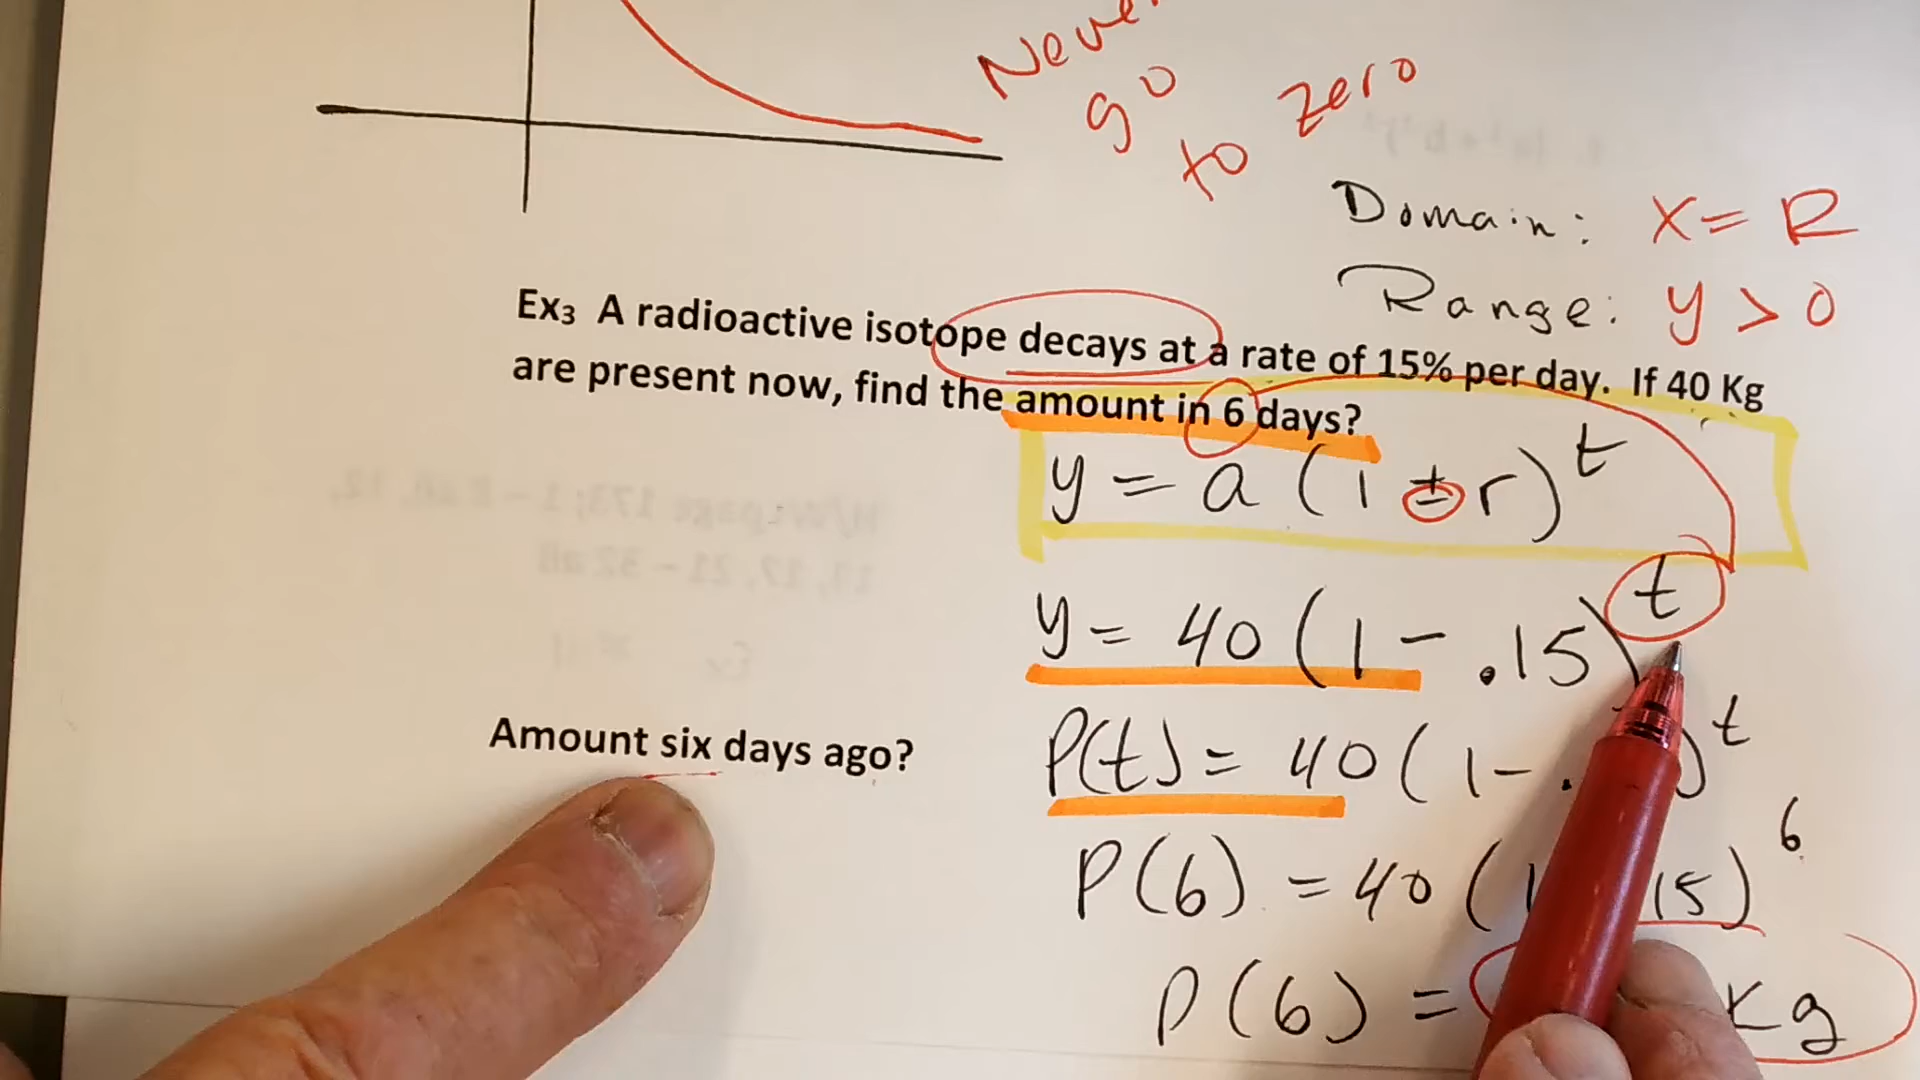 go
to zero
Domain: x = R
Range: y > 0
Ex3 A radioactive isotope decays at a rate of 15% per day. If 40 Kg
are present now, find the amount in 6 days?
y = a (1 ± r)^t
y = 40 (1 - .15)^t
Amount six days ago?
P(t) = 40 (1 - . )^t
P(6) = 40 (1 15)^6
P(6) = Kg